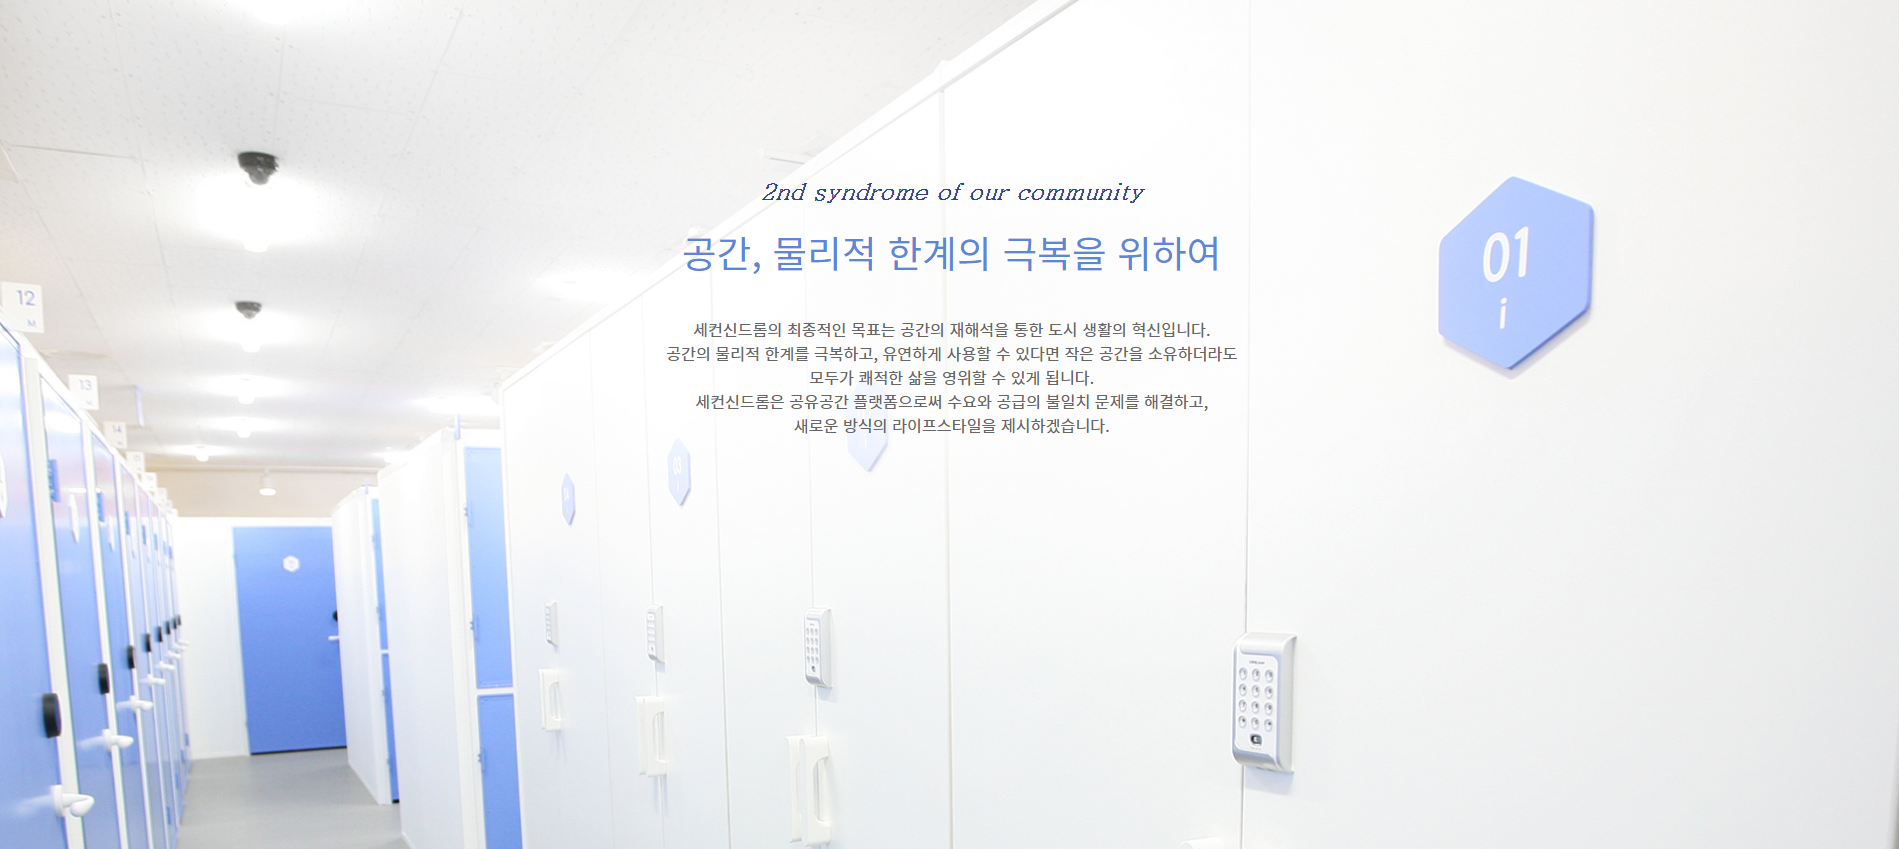 2nd syndrome of our community
공간, 물리적 한계의 극복을 위하여
세컨신드롬의 최종적인 목표는 공간의 재해석을 통한 도시 생활의 혁신입니다.
공간의 물리적 한계를 극복하고, 유연하게 사용할 수 있다면 작은 공간을 소유하더라도
모두가 쾌적한 삶을 영위할 수 있게 됩니다.
세컨신드롬은 공유공간 플랫폼으로써 수요와 공급의 불일치 문제를 해결하고,
새로운 방식의 라이프스타일을 제시하겠습니다.
01
i
12
M
13
14
03